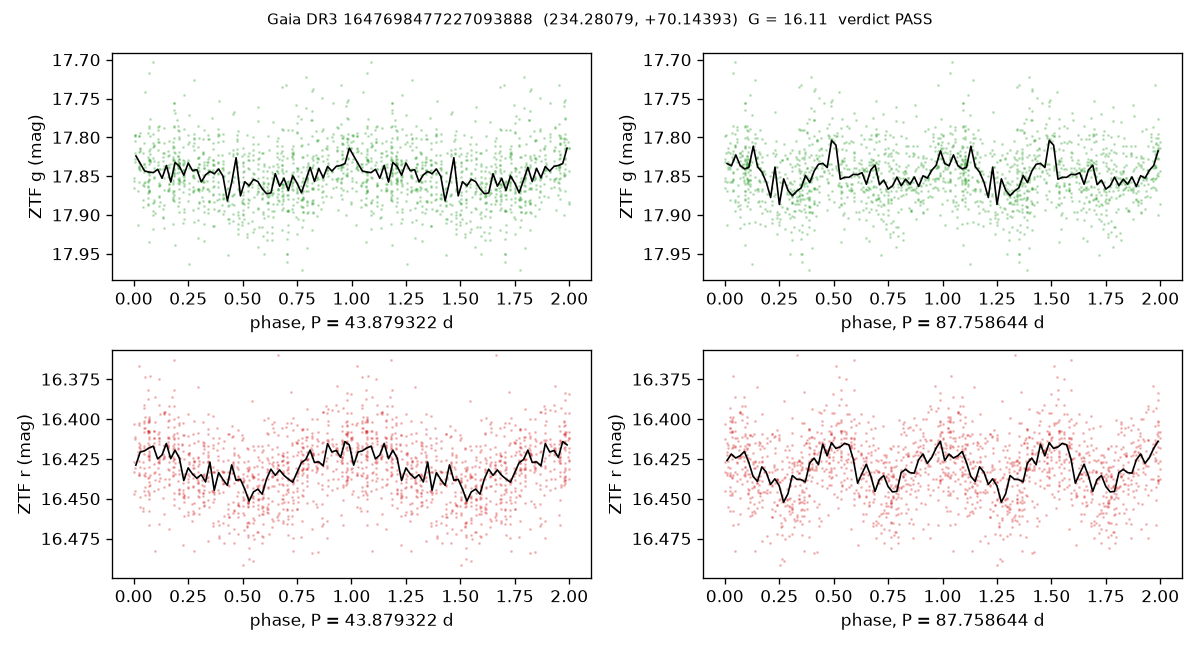 Gaia DR3 1647698477227093888 (234.28079, +70.14393) G = 16.11 verdict PASS
ZTF g (mag)
17.70
17.75
17.80
17.85
17.90
17.95
0.00 0.25 0.50 0.75 1.00 1.25 1.50 1.75 2.00
phase, P = 43.879322 d
ZTF g (mag)
17.70
17.75
17.80
17.85
17.90
17.95
0.00 0.25 0.50 0.75 1.00 1.25 1.50 1.75 2.00
phase, P = 87.758644 d
ZTF r (mag)
16.375
16.400
16.425
16.450
16.475
0.00 0.25 0.50 0.75 1.00 1.25 1.50 1.75 2.00
phase, P = 43.879322 d
ZTF r (mag)
16.375
16.400
16.425
16.450
16.475
0.00 0.25 0.50 0.75 1.00 1.25 1.50 1.75 2.00
phase, P = 87.758644 d